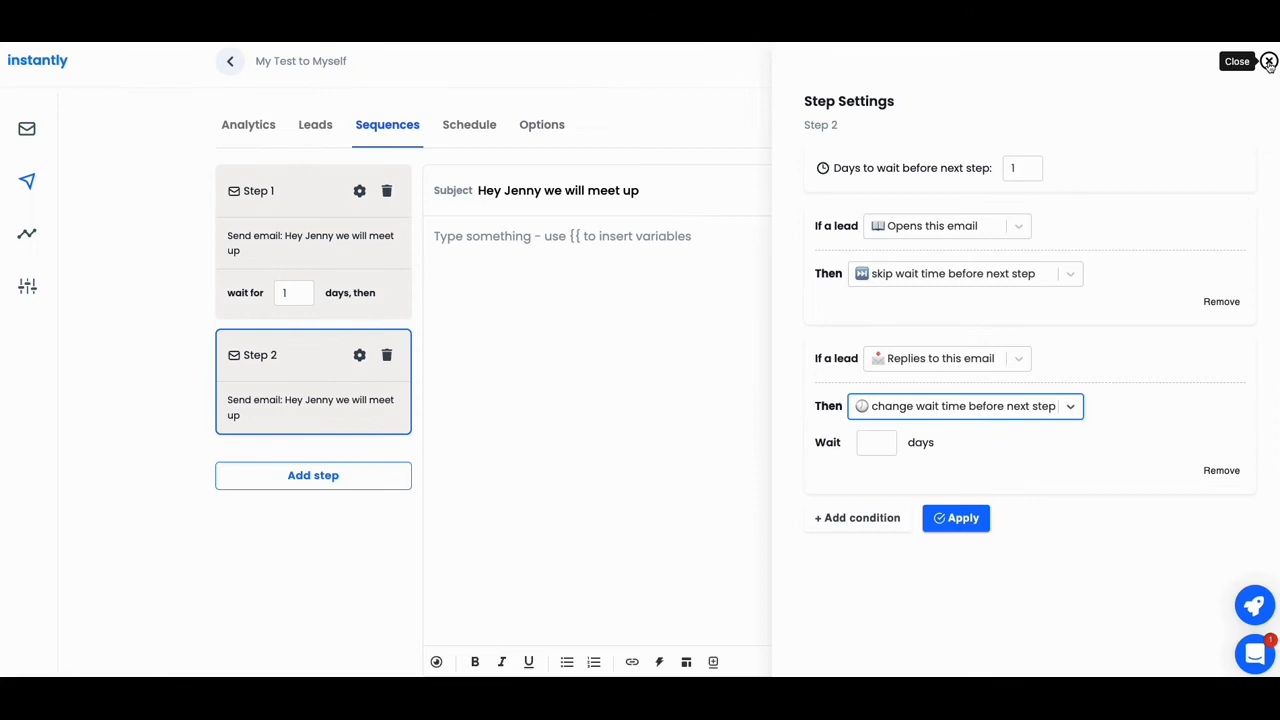 instantly
My Test to Myself
Close
Analytics
Leads
Sequences
Schedule
Options
Step 1
Send email: Hey Jenny we will meet
up
wait for 1 days, then
Step 2
Send email: Hey Jenny we will meet
up
Add step
Subject Hey Jenny we will meet up
Type something - use {{ to insert variables
B I U
Step Settings
Step 2
Days to wait before next step: 1
If a lead Opens this email
Then skip wait time before next step
Remove
If a lead Replies to this email
Then change wait time before next step
Wait days
Remove
+ Add condition
Apply
1